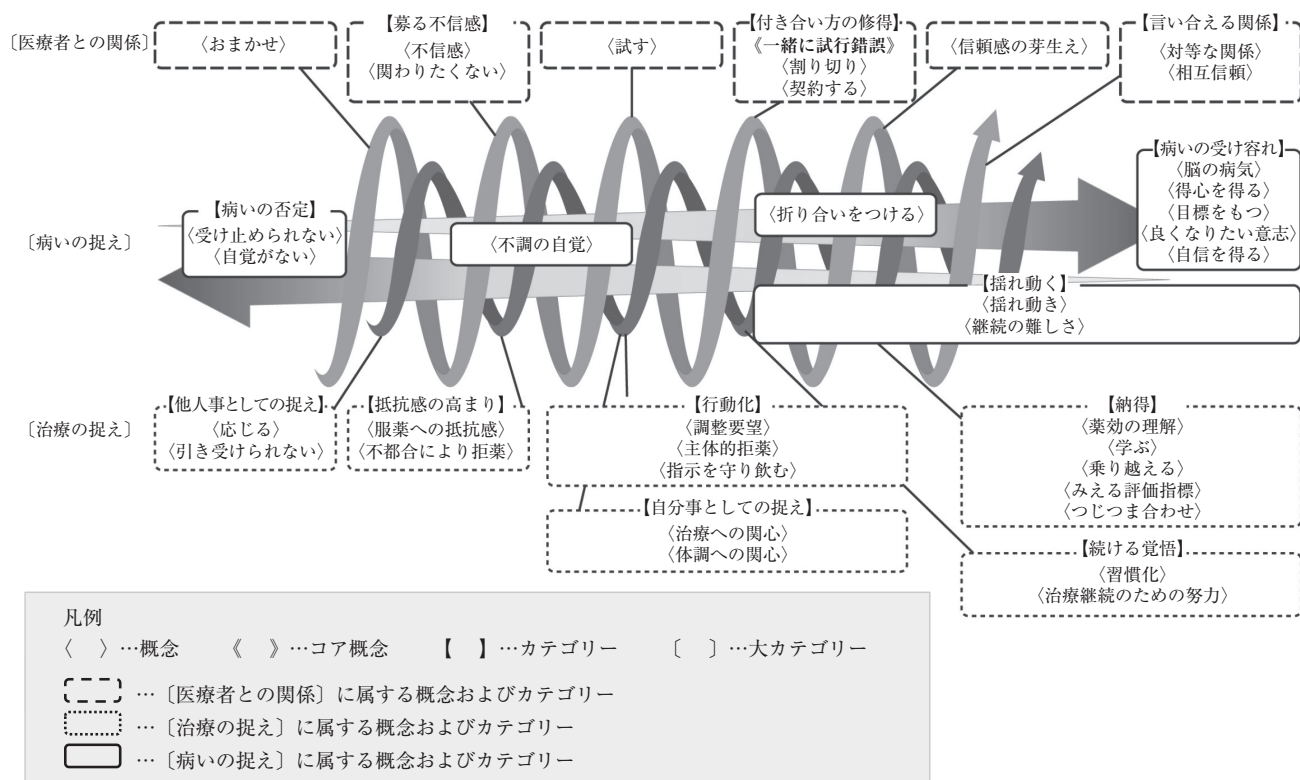 〔医療者との関係〕
〈おまかせ〉
【募る不信感】
〈不信感〉
〈関わりたくない〉
〈試す〉
【付き合い方の修得】
《一緒に試行錯誤》
〈割り切り〉
〈契約する〉
〈信頼感の芽生え〉
【言い合える関係】
〈対等な関係〉
〈相互信頼〉
〔病いの捉え〕
【病いの否定】
〈受け止められない〉
〈自覚がない〉
〈不調の自覚〉
〈折り合いをつける〉
【病いの受け容れ】
〈脳の病気〉
〈得心を得る〉
〈目標をもつ〉
〈良くなりたい意志〉
〈自信を得る〉
【揺れ動く】
〈揺れ動き〉
〈継続の難しさ〉
〔治療の捉え〕
【他人事としての捉え】
〈応じる〉
〈引き受けられない〉
【抵抗感の高まり】
〈服薬への抵抗感〉
〈不都合により拒薬〉
【行動化】
〈調整要望〉
〈主体的拒薬〉
〈指示を守り飲む〉
【自分事としての捉え】
〈治療への関心〉
〈体調への関心〉
【納得】
〈薬効の理解〉
〈学ぶ〉
〈乗り越える〉
〈みえる評価指標〉
〈つじつま合わせ〉
【続ける覚悟】
〈習慣化〉
〈治療継続のための努力〉
凡例
〈　〉…概念　《　》…コア概念　【　】…カテゴリー　〔　〕…大カテゴリー
…〔医療者との関係〕に属する概念およびカテゴリー
…〔治療の捉え〕に属する概念およびカテゴリー
…〔病いの捉え〕に属する概念およびカテゴリー